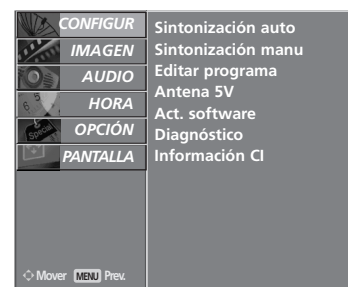 CONFIGUR
IMAGEN
AUDIO
HORA
OPCIÓN
PANTALLA
Sintonización auto
Sintonización manu
Editar programa
Antena 5V
Act. software
Diagnóstico
Información CI
Special
Mover MENU Prev.